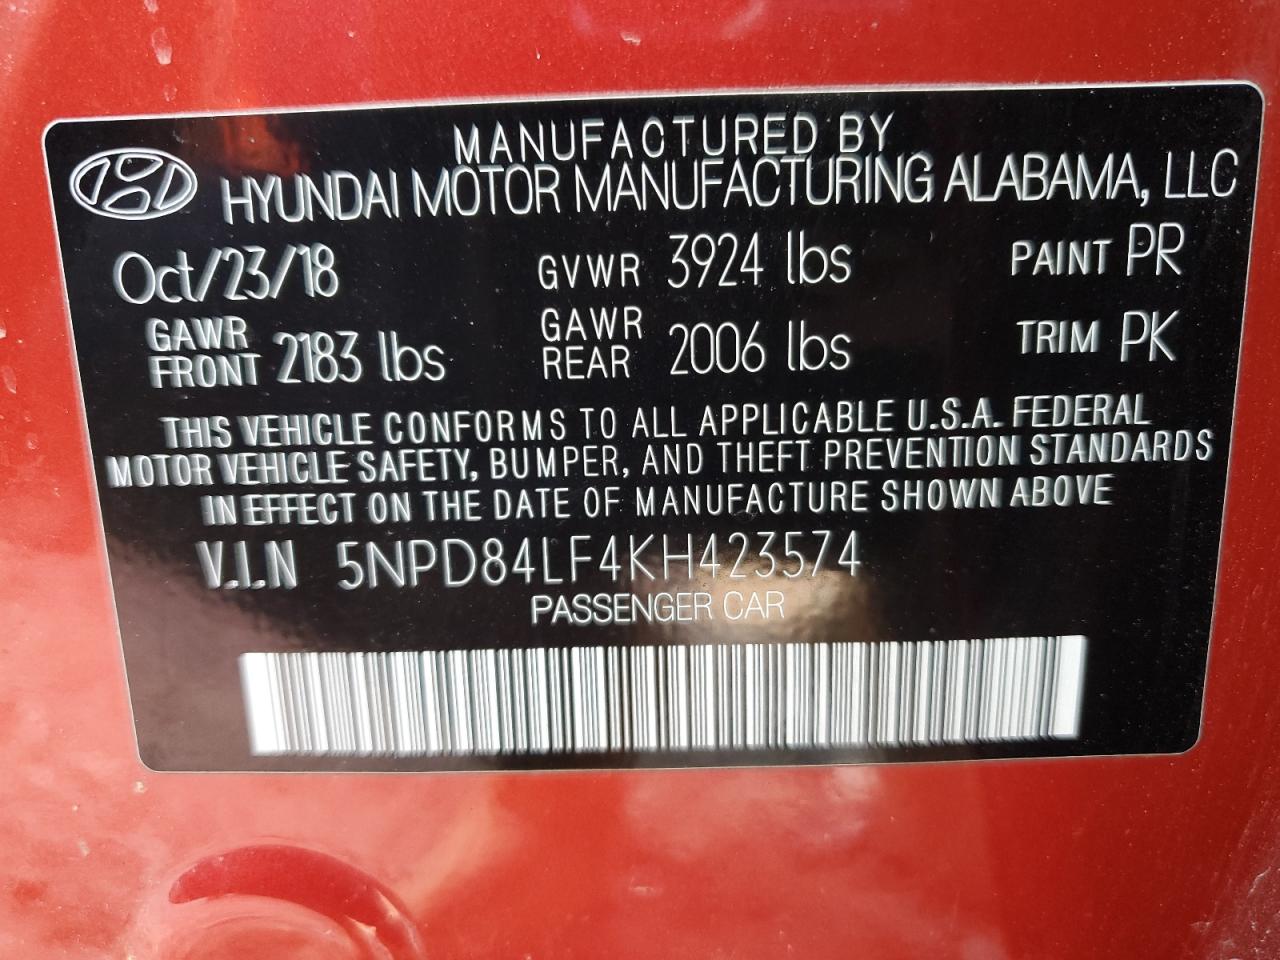 MANUFACTURED BY
HYUNDAI MOTOR MANUFACTURING ALABAMA, LLC
Oct/23/18 GVWR 3924 lbs PAINT PR
GAWR FRONT 2183 lbs GAWR REAR 2006 lbs TRIM PK
THIS VEHICLE CONFORMS TO ALL APPLICABLE U.S.A. FEDERAL
MOTOR VEHICLE SAFETY, BUMPER, AND THEFT PREVENTION STANDARDS
IN EFFECT ON THE DATE OF MANUFACTURE SHOWN ABOVE
V.I.N 5NPD84LF4KH423574
PASSENGER CAR